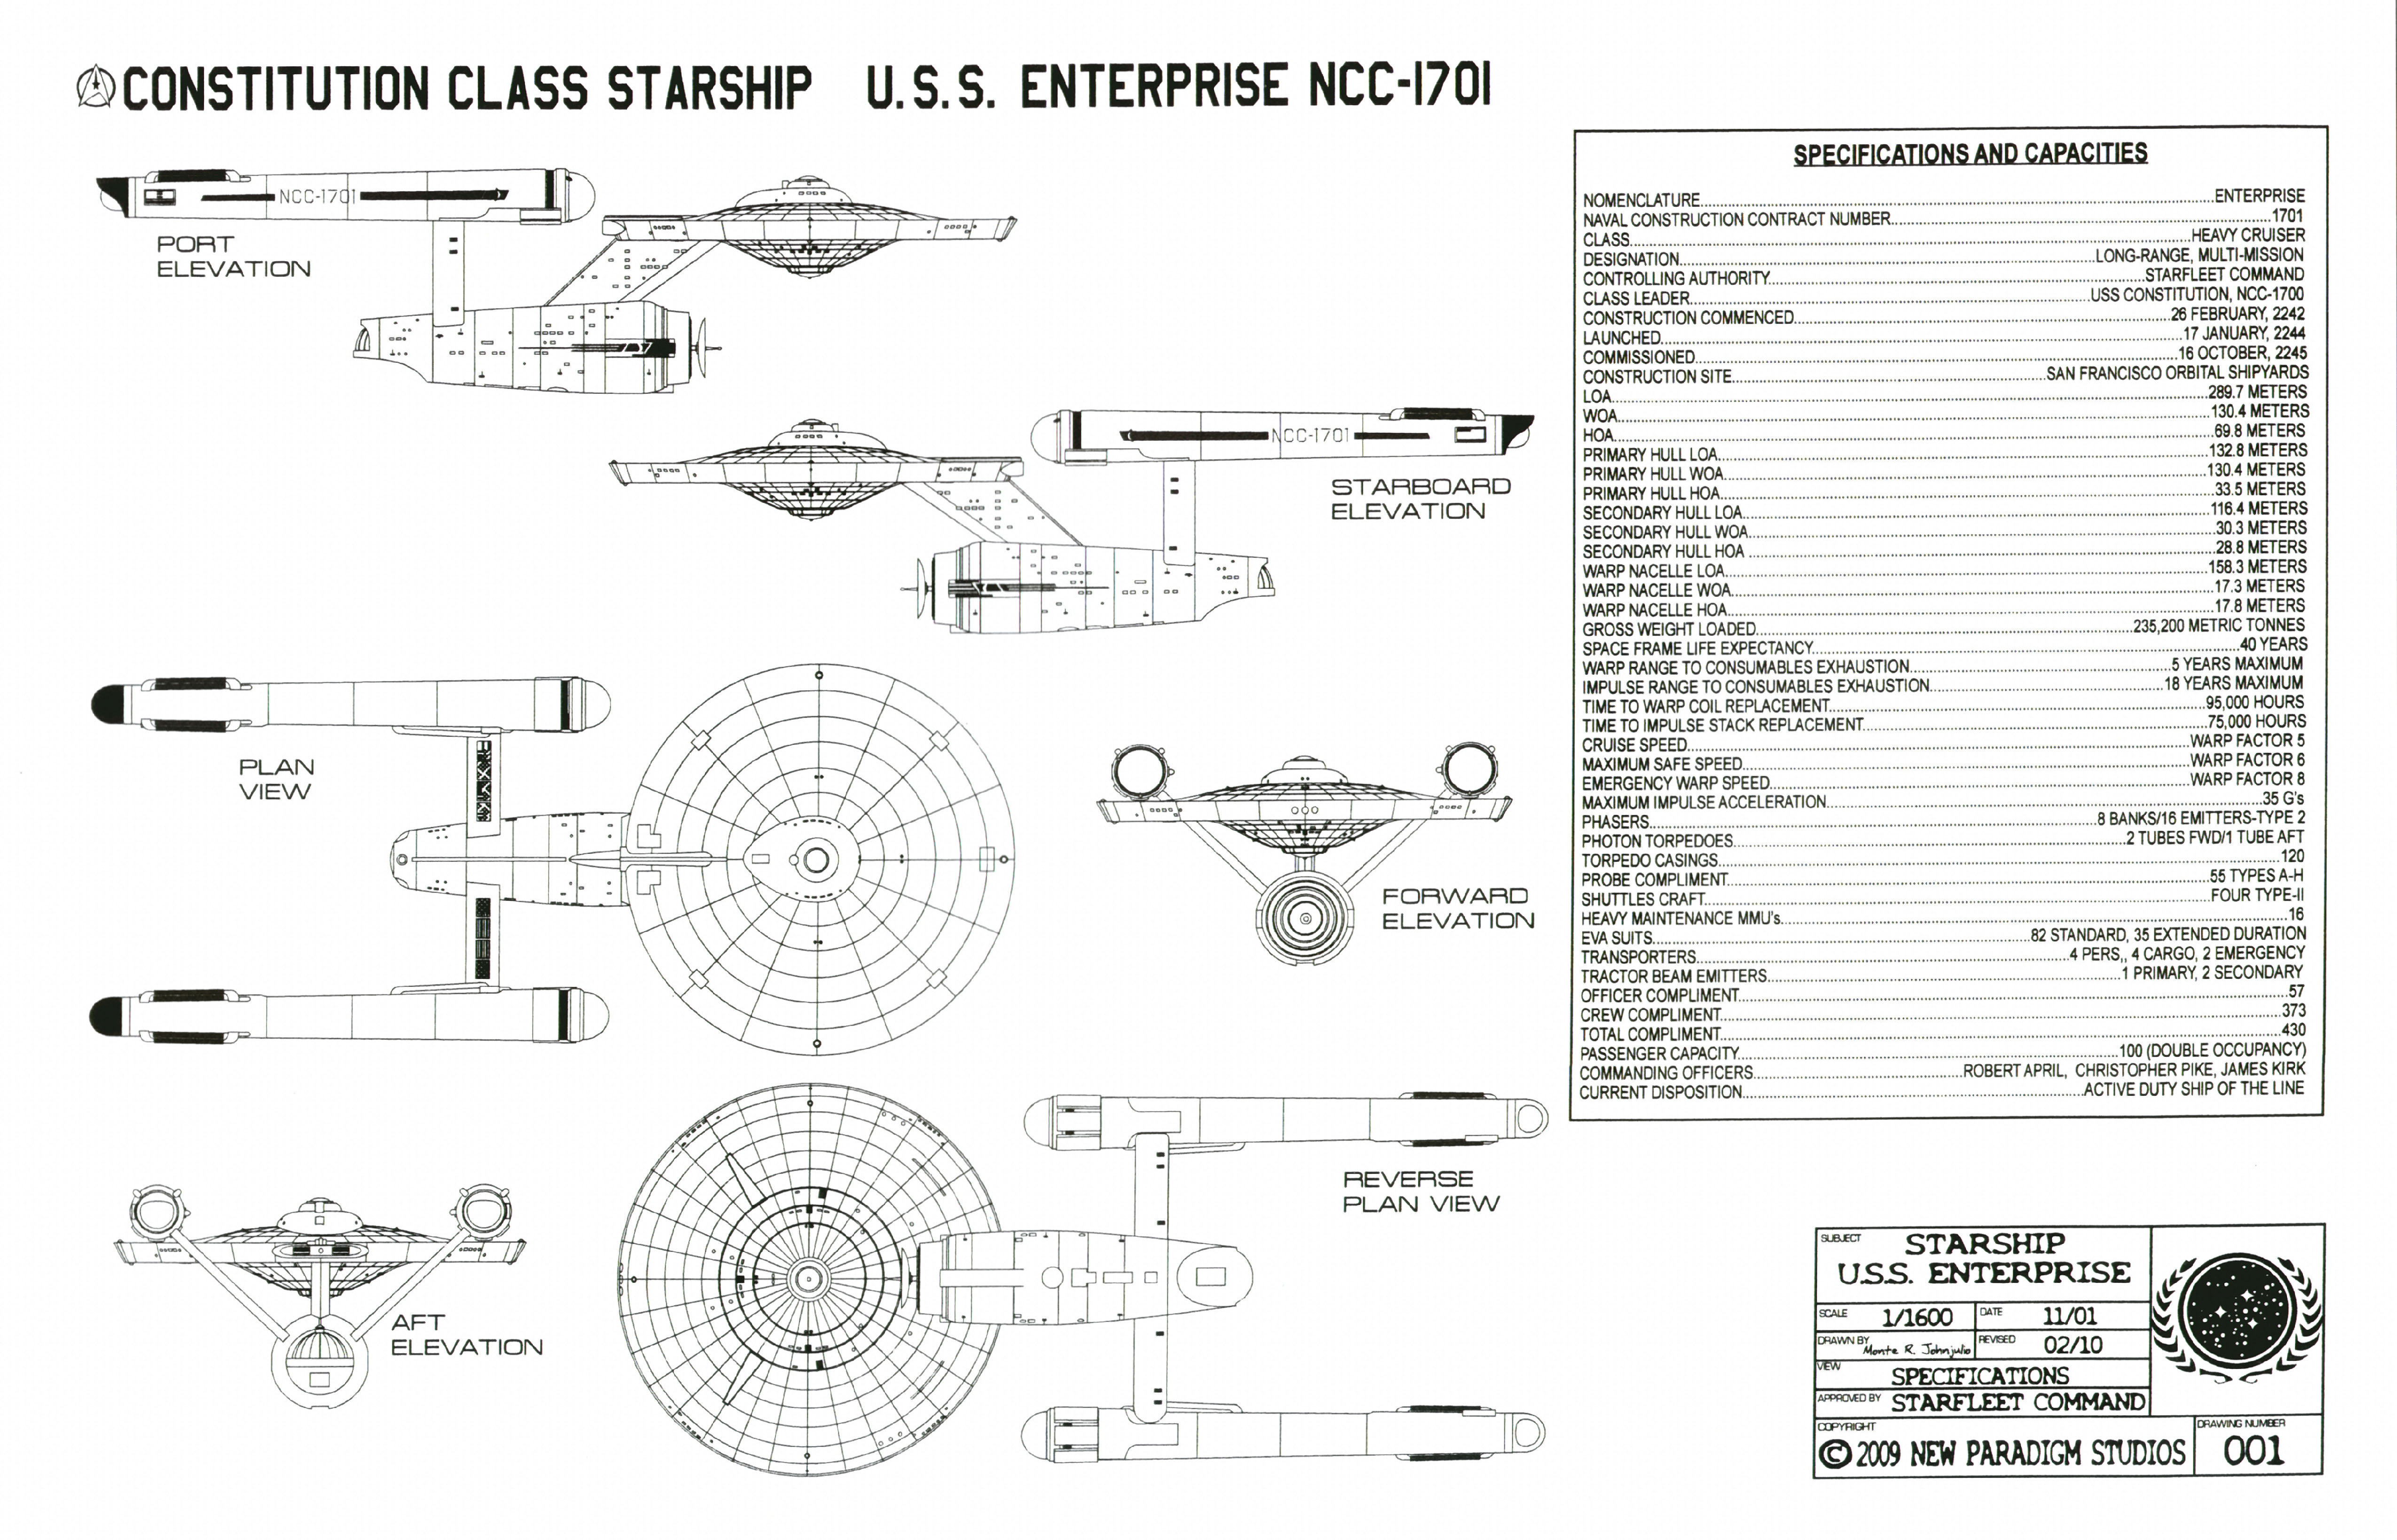 CONSTITUTION CLASS STARSHIP U.S.S. ENTERPRISE NCC-1701
NCC-1701
PORT
ELEVATION
NCC-1701
STARBOARD
ELEVATION
PLAN
VIEW
FORWARD
ELEVATION
REVERSE
PLAN VIEW
AFT
ELEVATION
SPECIFICATIONS AND CAPACITIES
NOMENCLATURE ENTERPRISE
NAVAL CONSTRUCTION CONTRACT NUMBER 1701
CLASS HEAVY CRUISER
DESIGNATION LONG-RANGE, MULTI-MISSION
CONTROLLING AUTHORITY STARFLEET COMMAND
CLASS LEADER USS CONSTITUTION, NCC-1700
CONSTRUCTION COMMENCED 26 FEBRUARY, 2242
LAUNCHED 17 JANUARY, 2244
COMMISSIONED 16 OCTOBER, 2245
CONSTRUCTION SITE SAN FRANCISCO ORBITAL SHIPYARDS
LOA 289.7 METERS
WOA 130.4 METERS
HOA 69.8 METERS
PRIMARY HULL LOA 132.8 METERS
PRIMARY HULL WOA 130.4 METERS
PRIMARY HULL HOA 33.5 METERS
SECONDARY HULL LOA 116.4 METERS
SECONDARY HULL WOA 30.3 METERS
SECONDARY HULL HOA 28.8 METERS
WARP NACELLE LOA 158.3 METERS
WARP NACELLE WOA 17.3 METERS
WARP NACELLE HOA 17.8 METERS
GROSS WEIGHT LOADED 235,200 METRIC TONNES
SPACE FRAME LIFE EXPECTANCY 40 YEARS
WARP RANGE TO CONSUMABLES EXHAUSTION 5 YEARS MAXIMUM
IMPULSE RANGE TO CONSUMABLES EXHAUSTION 18 YEARS MAXIMUM
TIME TO WARP COIL REPLACEMENT 95,000 HOURS
TIME TO IMPULSE STACK REPLACEMENT 75,000 HOURS
CRUISE SPEED WARP FACTOR 5
MAXIMUM SAFE SPEED WARP FACTOR 6
EMERGENCY WARP SPEED WARP FACTOR 8
MAXIMUM IMPULSE ACCELERATION 35 G's
PHASERS 8 BANKS/16 EMITTERS-TYPE 2
PHOTON TORPEDOES 2 TUBES FWD/1 TUBE AFT
TORPEDO CASINGS 120
PROBE COMPLIMENT 55 TYPES A-H
SHUTTLES CRAFT FOUR TYPE-II
HEAVY MAINTENANCE MMU's 16
EVA SUITS 82 STANDARD, 35 EXTENDED DURATION
TRANSPORTERS 4 PERS,, 4 CARGO, 2 EMERGENCY
TRACTOR BEAM EMITTERS 1 PRIMARY, 2 SECONDARY
OFFICER COMPLIMENT 57
CREW COMPLIMENT 373
TOTAL COMPLIMENT 430
PASSENGER CAPACITY 100 (DOUBLE OCCUPANCY)
COMMANDING OFFICERS ROBERT APRIL, CHRISTOPHER PIKE, JAMES KIRK
CURRENT DISPOSITION ACTIVE DUTY SHIP OF THE LINE
SUBJECT STARSHIP
U.S.S. ENTERPRISE
SCALE 1/1600 DATE 11/01
DRAWN BY Monte R. Johnjulio REVISED 02/10
VIEW SPECIFICATIONS
APPROVED BY STARFLEET COMMAND
COPYRIGHT DRAWING NUMBER
© 2009 NEW PARADIGM STUDIOS 001